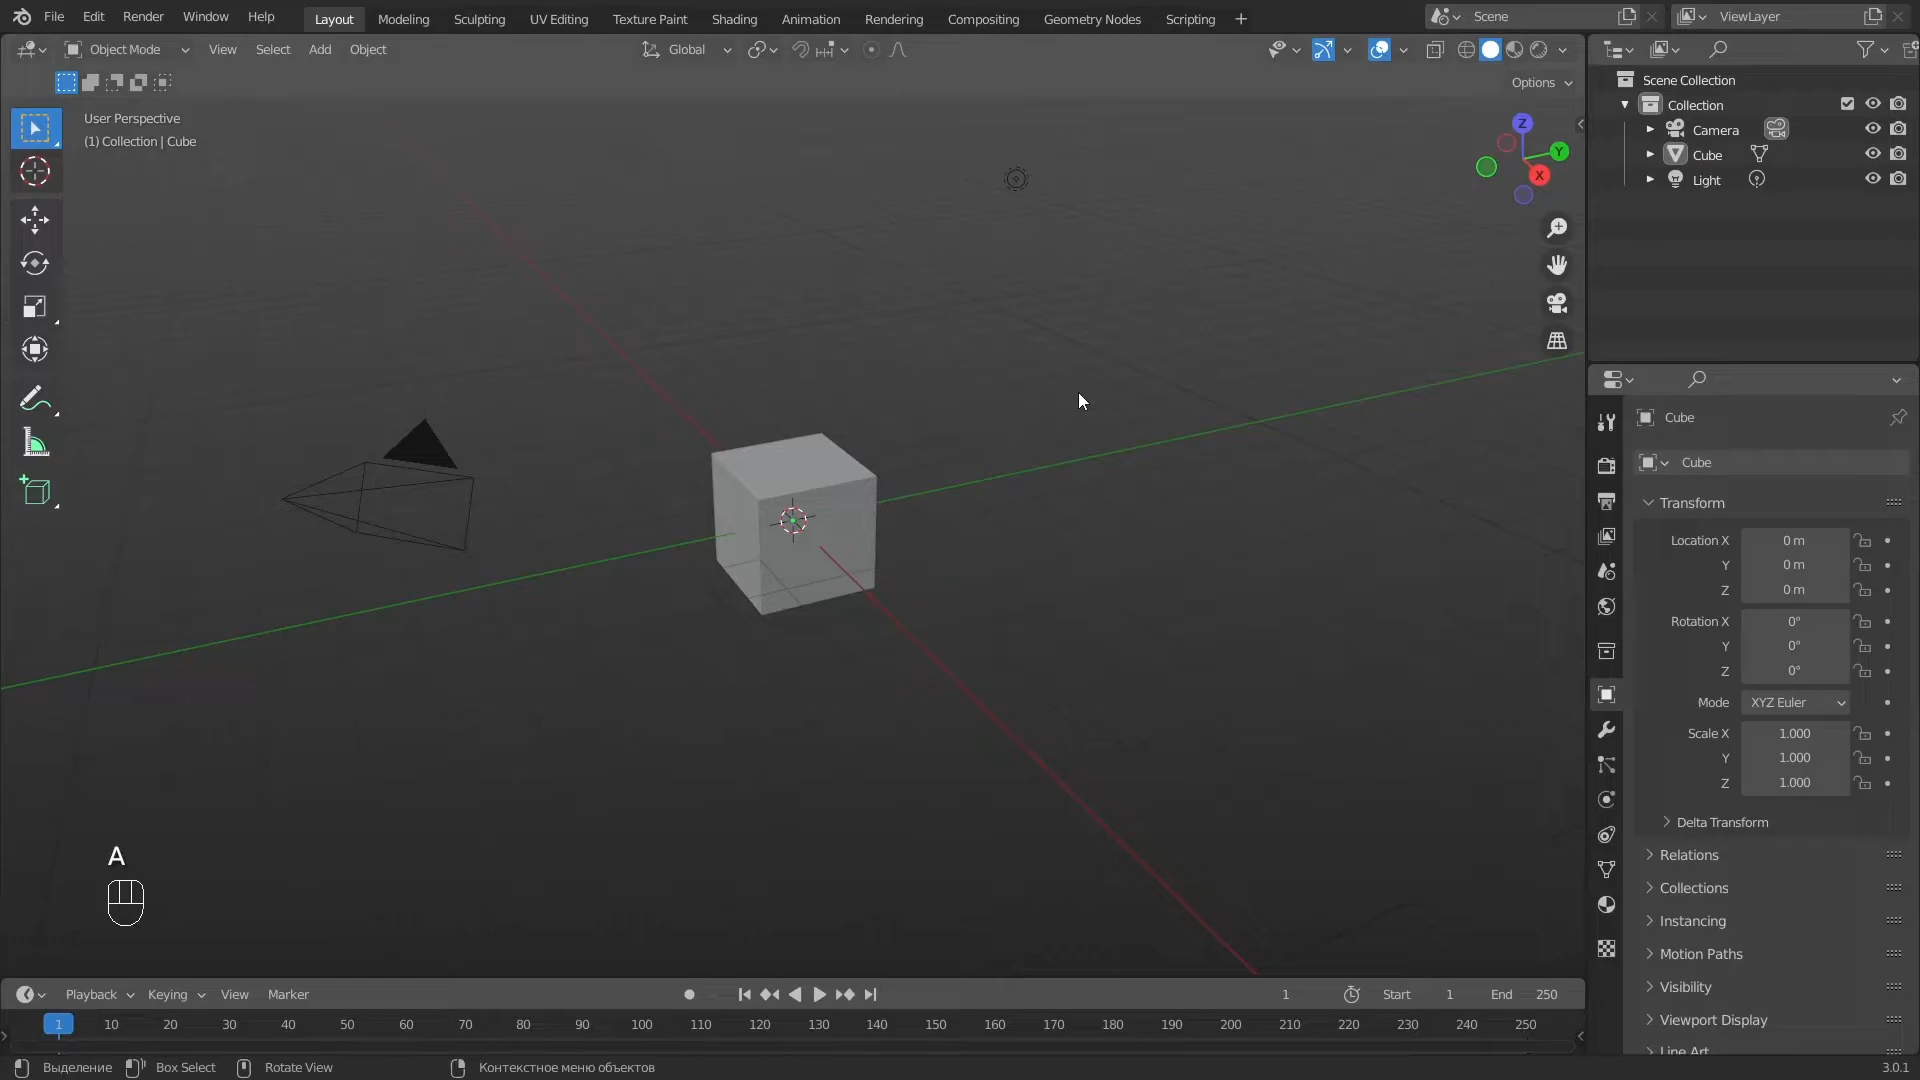 File Edit Render Window Help Layout Modeling Sculpting UV Editing Texture Paint Shading Animation Rendering Compositing Geometry Nodes Scripting + Scene ViewLayer
Object Mode View Select Add Object Global
Options
User Perspective
(1) Collection | Cube
Z
Y
X
Scene Collection
Collection
Camera
Cube
Light
Cube
Cube
Transform
Location X 0 m
Y 0 m
Z 0 m
Rotation X 0°
Y 0°
Z 0°
Mode XYZ Euler
Scale X 1.000
Y 1.000
Z 1.000
Delta Transform
Relations
Collections
Instancing
Motion Paths
Visibility
Viewport Display
Line Art
A
Playback Keying View Marker 1 Start 1 End 250
1 10 20 30 40 50 60 70 80 90 100 110 120 130 140 150 160 170 180 190 200 210 220 230 240 250
Выделение Box Select Rotate View Контекстное меню объектов 3.0.1